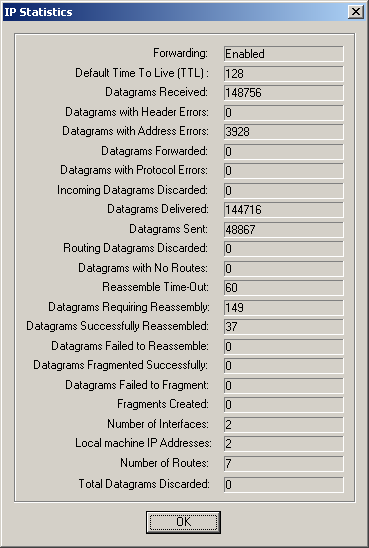 IP Statistics
Forwarding: Enabled
Default Time To Live (TTL) : 128
Datagrams Received: 148756
Datagrams with Header Errors: 0
Datagrams with Address Errors: 3928
Datagrams Forwarded: 0
Datagrams with Protocol Errors: 0
Incoming Datagrams Discarded: 0
Datagrams Delivered: 144716
Datagrams Sent: 48867
Routing Datagrams Discarded: 0
Datagrams with No Routes: 0
Reassemble Time-Out: 60
Datagrams Requiring Reassembly: 149
Datagrams Successfully Reassembled: 37
Datagrams Failed to Reassemble: 0
Datagrams Fragmented Successfully: 0
Datagrams Failed to Fragment: 0
Fragments Created: 0
Number of Interfaces: 2
Local machine IP Addresses: 2
Number of Routes: 7
Total Datagrams Discarded: 0
OK